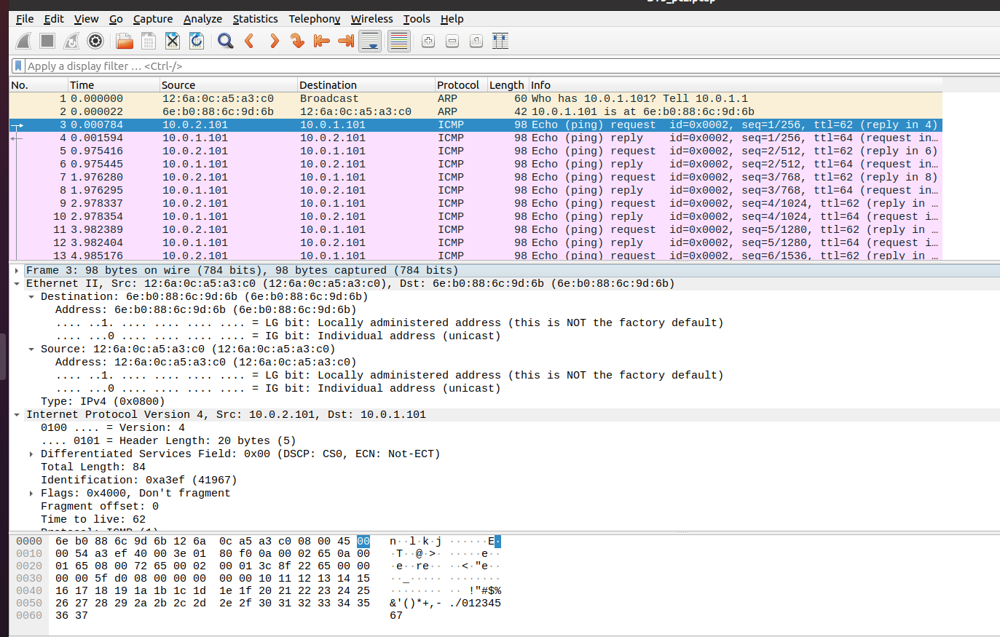 File Edit View Go Capture Analyze Statistics Telephony Wireless Tools Help
Apply a display filter … <Ctrl-/>
No. Time Source Destination Protocol Length Info
1 0.000000 12:6a:0c:a5:a3:c0 Broadcast ARP 60 Who has 10.0.1.101? Tell 10.0.1.1
2 0.000022 6e:b0:88:6c:9d:6b 12:6a:0c:a5:a3:c0 ARP 42 10.0.1.101 is at 6e:b0:88:6c:9d:6b
3 0.000784 10.0.2.101 10.0.1.101 ICMP 98 Echo (ping) request id=0x0002, seq=1/256, ttl=62 (reply in 4)
4 0.001594 10.0.1.101 10.0.2.101 ICMP 98 Echo (ping) reply id=0x0002, seq=1/256, ttl=64 (request in…
5 0.975416 10.0.2.101 10.0.1.101 ICMP 98 Echo (ping) request id=0x0002, seq=2/512, ttl=62 (reply in 6)
6 0.975445 10.0.1.101 10.0.2.101 ICMP 98 Echo (ping) reply id=0x0002, seq=2/512, ttl=64 (request in…
7 1.976280 10.0.2.101 10.0.1.101 ICMP 98 Echo (ping) request id=0x0002, seq=3/768, ttl=62 (reply in 8)
8 1.976295 10.0.1.101 10.0.2.101 ICMP 98 Echo (ping) reply id=0x0002, seq=3/768, ttl=64 (request in…
9 2.978337 10.0.2.101 10.0.1.101 ICMP 98 Echo (ping) request id=0x0002, seq=4/1024, ttl=62 (reply in …
10 2.978354 10.0.1.101 10.0.2.101 ICMP 98 Echo (ping) reply id=0x0002, seq=4/1024, ttl=64 (request i…
11 3.982389 10.0.2.101 10.0.1.101 ICMP 98 Echo (ping) request id=0x0002, seq=5/1280, ttl=62 (reply in …
12 3.982404 10.0.1.101 10.0.2.101 ICMP 98 Echo (ping) reply id=0x0002, seq=5/1280, ttl=64 (request i…
13 4.985176 10.0.2.101 10.0.1.101 ICMP 98 Echo (ping) request id=0x0002, seq=6/1536, ttl=62 (reply in …
Frame 3: 98 bytes on wire (784 bits), 98 bytes captured (784 bits)
Ethernet II, Src: 12:6a:0c:a5:a3:c0 (12:6a:0c:a5:a3:c0), Dst: 6e:b0:88:6c:9d:6b (6e:b0:88:6c:9d:6b)
Destination: 6e:b0:88:6c:9d:6b (6e:b0:88:6c:9d:6b)
Address: 6e:b0:88:6c:9d:6b (6e:b0:88:6c:9d:6b)
.... ..1. .... .... .... .... = LG bit: Locally administered address (this is NOT the factory default)
.... ...0 .... .... .... .... = IG bit: Individual address (unicast)
Source: 12:6a:0c:a5:a3:c0 (12:6a:0c:a5:a3:c0)
Address: 12:6a:0c:a5:a3:c0 (12:6a:0c:a5:a3:c0)
.... ..1. .... .... .... .... = LG bit: Locally administered address (this is NOT the factory default)
.... ...0 .... .... .... .... = IG bit: Individual address (unicast)
Type: IPv4 (0x0800)
Internet Protocol Version 4, Src: 10.0.2.101, Dst: 10.0.1.101
0100 .... = Version: 4
.... 0101 = Header Length: 20 bytes (5)
Differentiated Services Field: 0x00 (DSCP: CS0, ECN: Not-ECT)
Total Length: 84
Identification: 0xa3ef (41967)
Flags: 0x4000, Don't fragment
Fragment offset: 0
Time to live: 62
0000 6e b0 88 6c 9d 6b 12 6a 0c a5 a3 c0 08 00 45 00 n··l·k·j ······E·
0010 00 54 a3 ef 40 00 3e 01 80 f0 0a 00 02 65 0a 00 ·T··@·>· ·····e··
0020 01 65 08 00 72 65 00 02 00 01 3c 8f 22 65 00 00 ·e··re·· ··<·"e··
0030 00 00 5f d0 08 00 00 00 00 00 10 11 12 13 14 15 ··_····· ········
0040 16 17 18 19 1a 1b 1c 1d 1e 1f 20 21 22 23 24 25 ········ ·· !"#$%
0050 26 27 28 29 2a 2b 2c 2d 2e 2f 30 31 32 33 34 35 &'()*+,- ./012345
0060 36 37 67